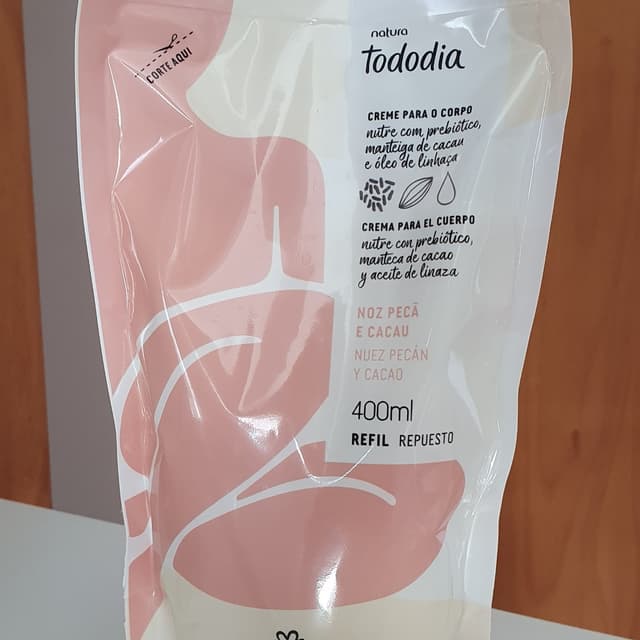 CORTE AQUI
natura
tododia
CREME PARA O CORPO
nutre com prebiótico,
manteiga de cacau
e óleo de linhaça
CREMA PARA EL CUERPO
nutre con prebiótico,
manteca de cacao
y aceite de linaza
NOZ PECÃ
E CACAU
NUEZ PECÁN
Y CACAO
400ml
REFIL REPUESTO